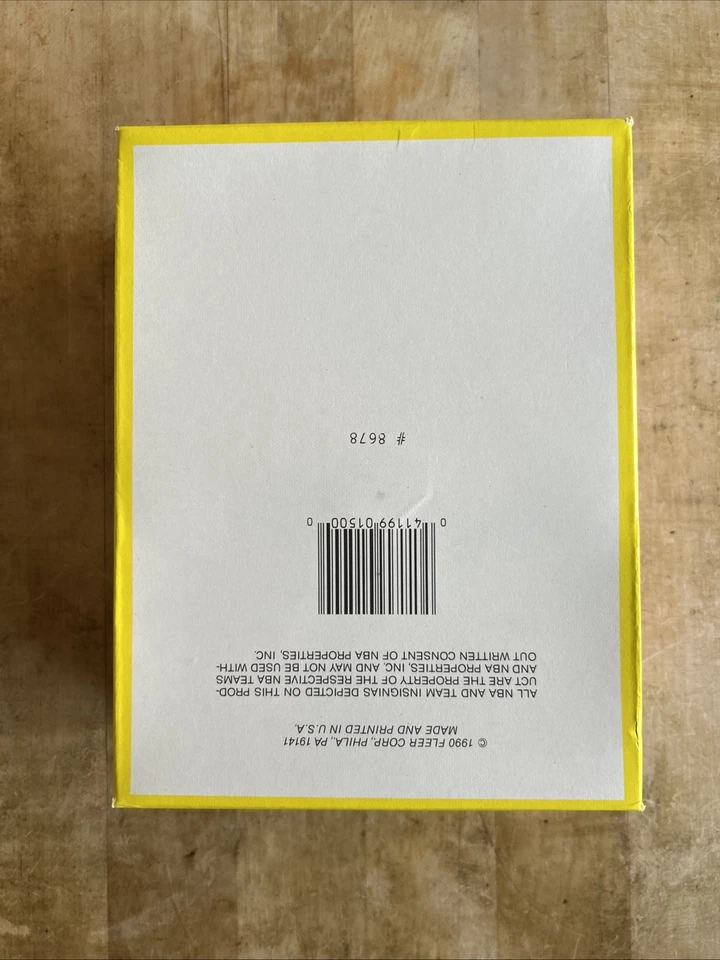 © 1990 FLEER CORP., PHILA., PA 19141
MADE AND PRINTED IN U.S.A.
ALL NBA AND TEAM INSIGNIAS DEPICTED ON THIS PROD-
UCT ARE THE PROPERTY OF THE RESPECTIVE NBA TEAMS
AND NBA PROPERTIES, INC. AND MAY NOT BE USED WITH-
OUT WRITTEN CONSENT OF NBA PROPERTIES, INC.
0 41199 01500 0
# 8678